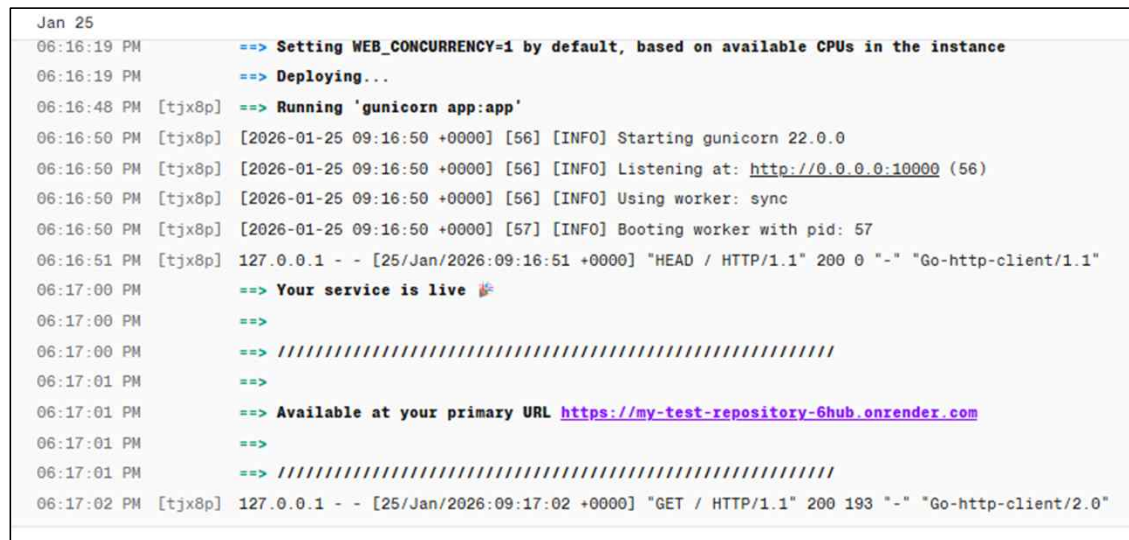 Jan 25
06:16:19 PM ==> Setting WEB_CONCURRENCY=1 by default, based on available CPUs in the instance
06:16:19 PM ==> Deploying...
06:16:48 PM [tjx8p] ==> Running 'gunicorn app:app'
06:16:50 PM [tjx8p] [2026-01-25 09:16:50 +0000] [56] [INFO] Starting gunicorn 22.0.0
06:16:50 PM [tjx8p] [2026-01-25 09:16:50 +0000] [56] [INFO] Listening at: http://0.0.0.0:10000 (56)
06:16:50 PM [tjx8p] [2026-01-25 09:16:50 +0000] [56] [INFO] Using worker: sync
06:16:50 PM [tjx8p] [2026-01-25 09:16:50 +0000] [57] [INFO] Booting worker with pid: 57
06:16:51 PM [tjx8p] 127.0.0.1 - - [25/Jan/2026:09:16:51 +0000] "HEAD / HTTP/1.1" 200 0 "-" "Go-http-client/1.1"
06:17:00 PM ==> Your service is live 🎉
06:17:00 PM ==>
06:17:00 PM ==> ///////////////////////////////////////////////////////////
06:17:01 PM ==>
06:17:01 PM ==> Available at your primary URL https://my-test-repository-6hub.onrender.com
06:17:01 PM ==>
06:17:01 PM ==> ///////////////////////////////////////////////////////////
06:17:02 PM [tjx8p] 127.0.0.1 - - [25/Jan/2026:09:17:02 +0000] "GET / HTTP/1.1" 200 193 "-" "Go-http-client/2.0"